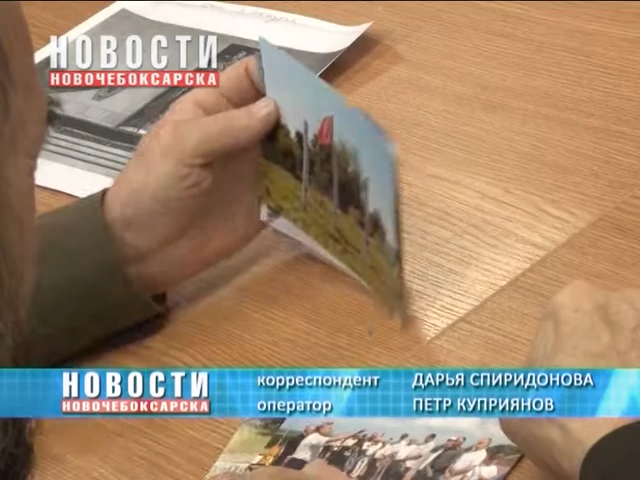 НОВОСТИ
НОВОЧЕБОКСАРСКА
НОВОСТИ
НОВОЧЕБОКСАРСКА
корреспондент ДАРЬЯ СПИРИДОНОВА
оператор ПЕТР КУПРИЯНОВ